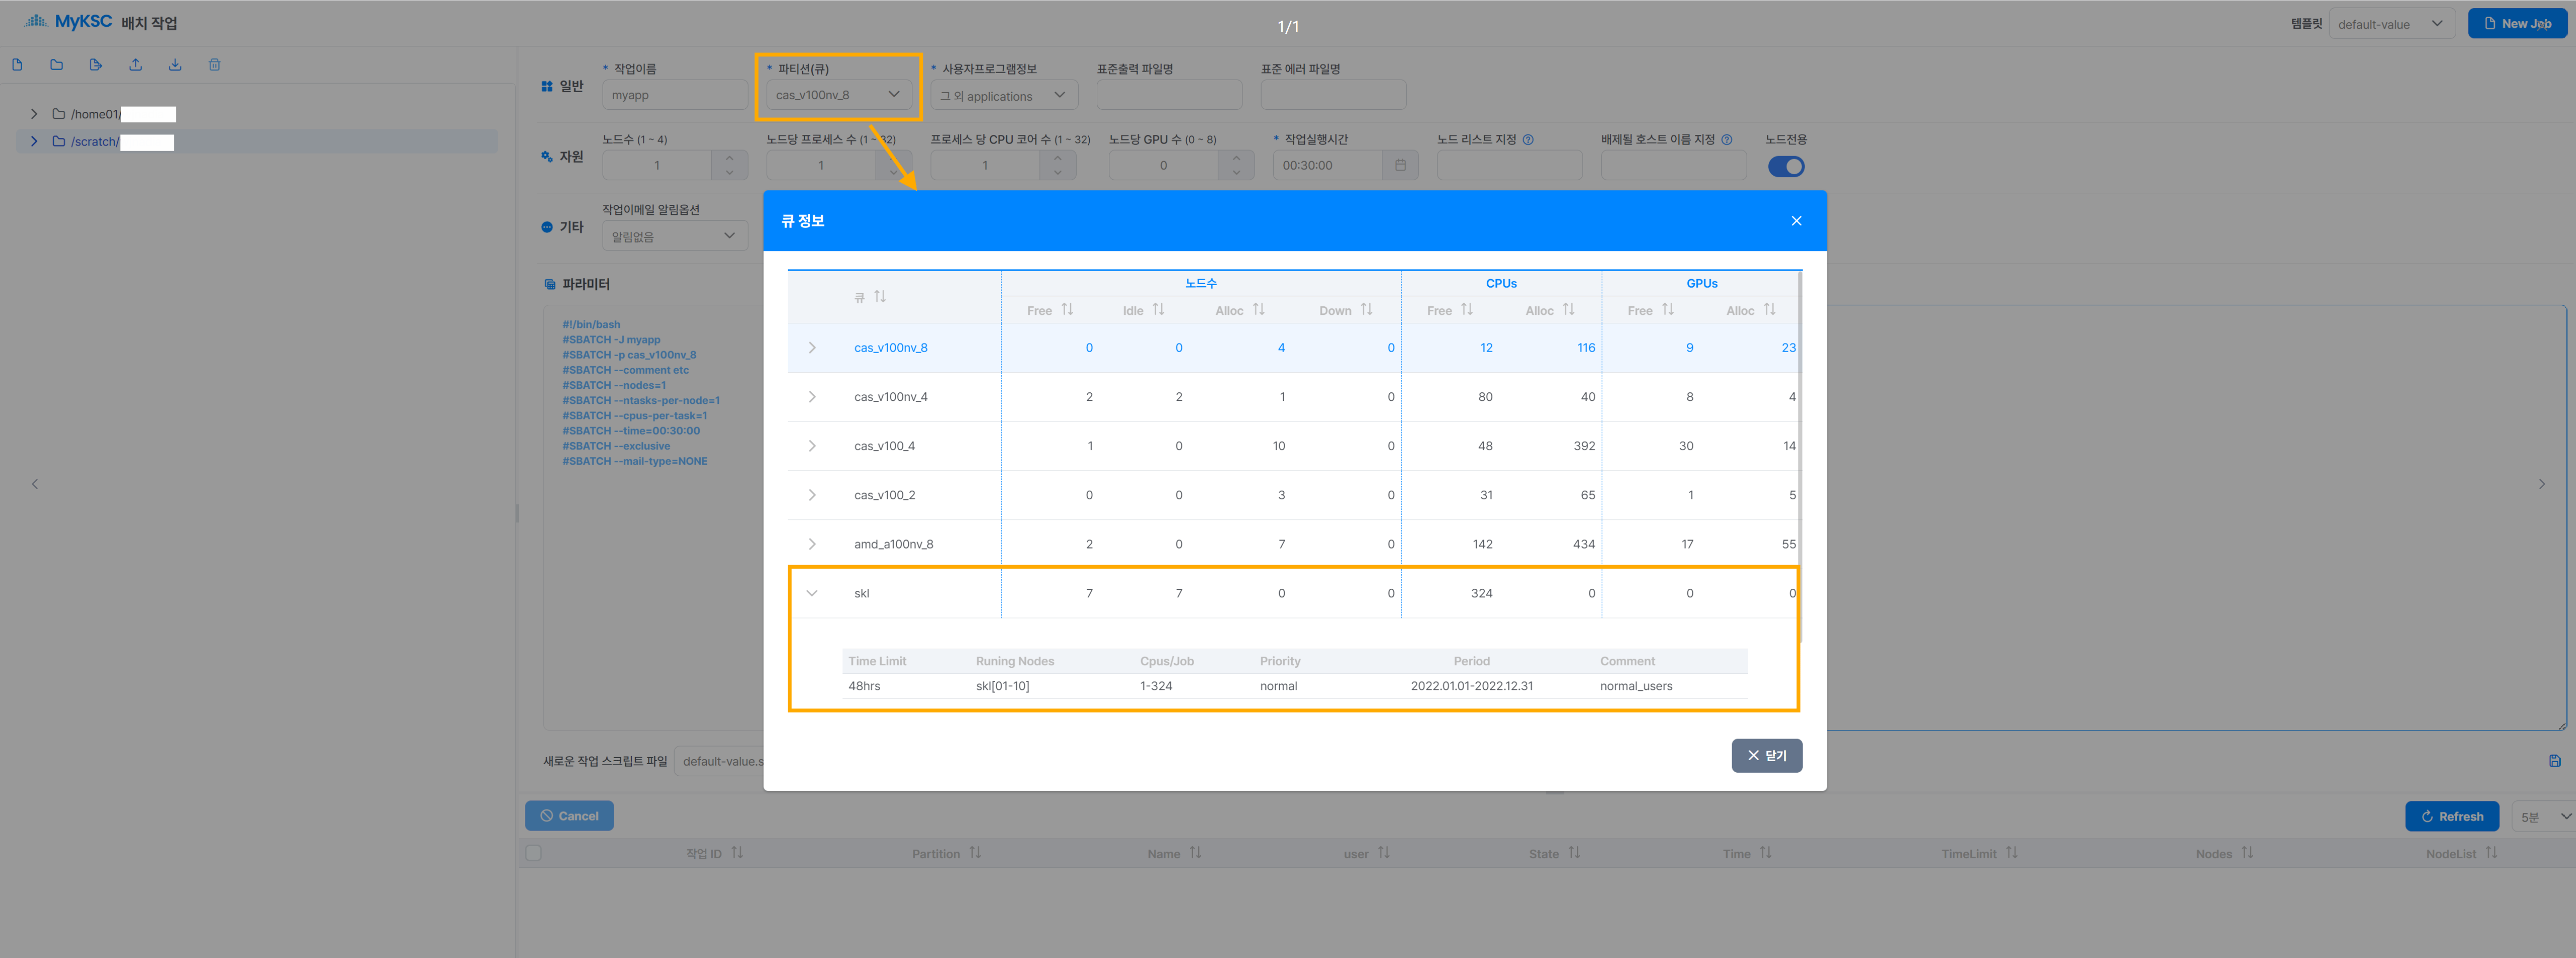 MyKSC 배치 작업
1/1
템플릿 default-value New Job
* 작업이름 * 파티션(큐) * 사용자프로그램정보 표준출력 파일명 표준 에러 파일명
일반 myapp cas_v100nv_8 그 외 applications
/home01/
/scratch/
노드수 (1 ~ 4) 노드당 프로세스 수 (1 ~ 32) 프로세스 당 CPU 코어 수 (1 ~ 32) 노드당 GPU 수 (0 ~ 8) * 작업실행시간 노드 리스트 지정 배제될 호스트 이름 지정 노드전용
자원 1 1 1 0 00:30:00
작업이메일 알림옵션
기타 알림없음
파라미터
#!/bin/bash
#SBATCH -J myapp
#SBATCH -p cas_v100nv_8
#SBATCH --comment etc
#SBATCH --nodes=1
#SBATCH --ntasks-per-node=1
#SBATCH --cpus-per-task=1
#SBATCH --time=00:30:00
#SBATCH --exclusive
#SBATCH --mail-type=NONE
큐 정보
큐 노드수 CPUs GPUs
Free Idle Alloc Down Free Alloc Free Alloc
cas_v100nv_8 0 0 4 0 12 116 9 23
cas_v100nv_4 2 2 1 0 80 40 8 4
cas_v100_4 1 0 10 0 48 392 30 14
cas_v100_2 0 0 3 0 31 65 1 5
amd_a100nv_8 2 0 7 0 142 434 17 55
skl 7 7 0 0 324 0 0 0
Time Limit Runing Nodes Cpus/Job Priority Period Comment
48hrs skl[01-10] 1-324 normal 2022.01.01-2022.12.31 normal_users
닫기
새로운 작업 스크립트 파일 default-value.s
Cancel Refresh 5분
작업 ID Partition Name user State Time TimeLimit Nodes NodeList